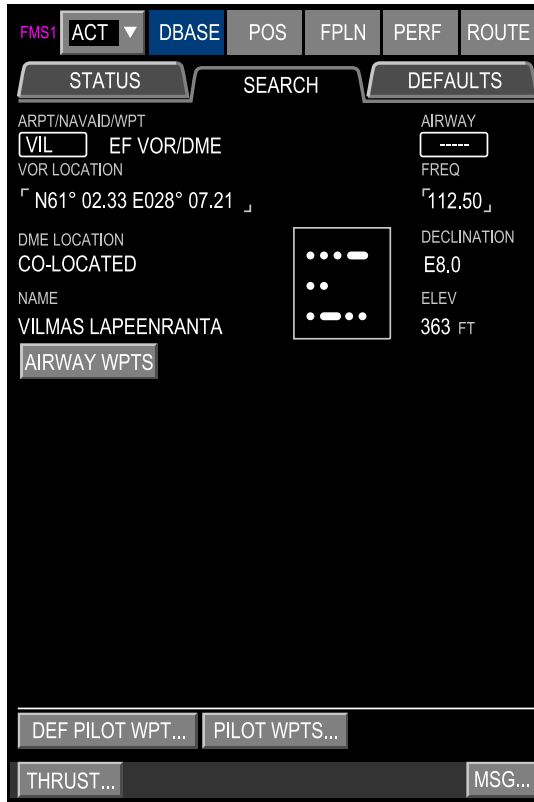 FMS1 ACT DBASE POS FPLN PERF ROUTE
STATUS SEARCH DEFAULTS
ARPT/NAVAID/WPT AIRWAY
VIL EF VOR/DME -----
VOR LOCATION FREQ
N61° 02.33 E028° 07.21 112.50
DME LOCATION DECLINATION
CO-LOCATED E8.0
NAME ELEV
VILMAS LAPEENRANTA 363 FT
AIRWAY WPTS
DEF PILOT WPT... PILOT WPTS...
THRUST... MSG...